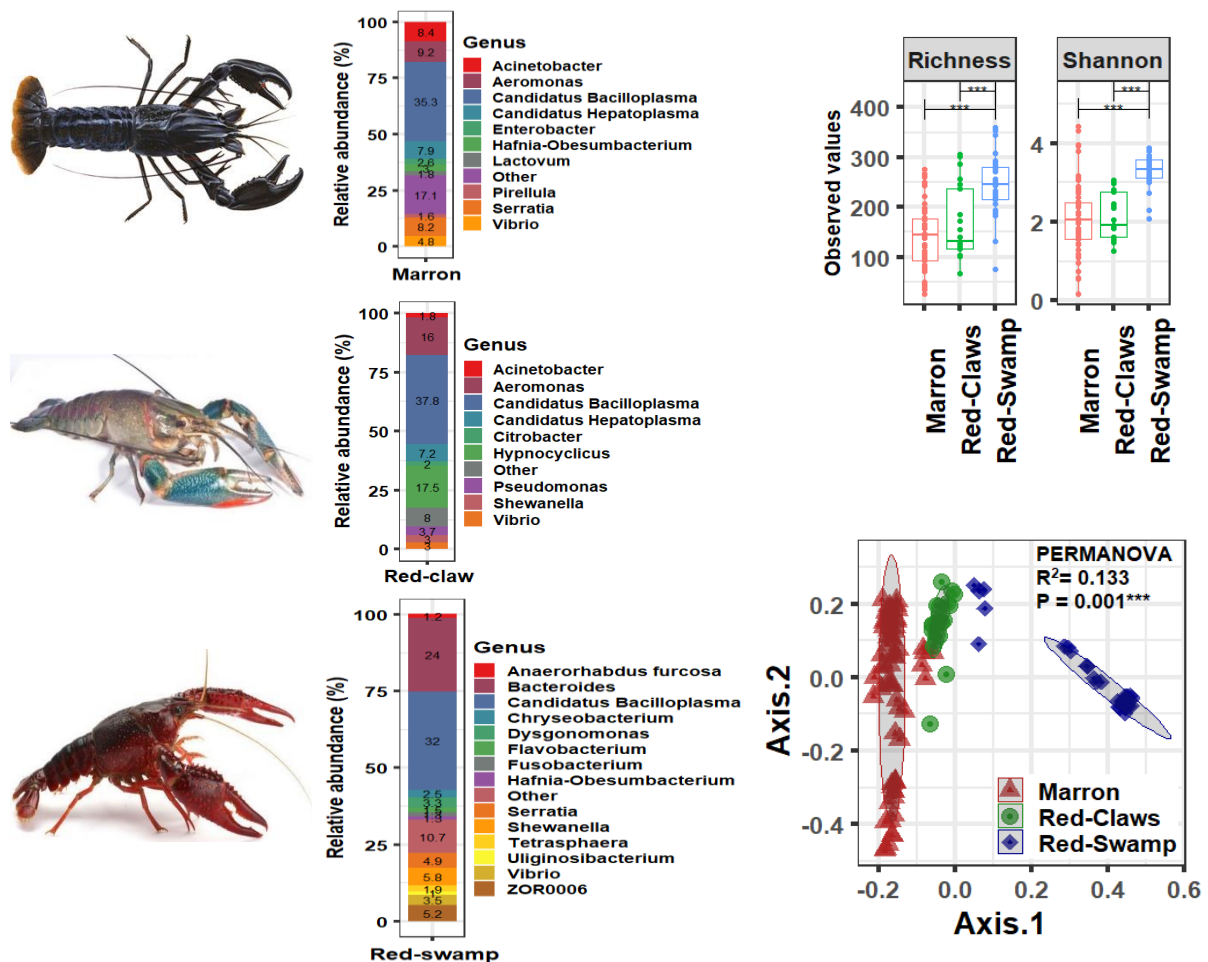 Relative abundance (%)
100
75
50
25
0
8.4
9.2
35.3
7.9
2.6
3
1.8
17.1
1.6
8.2
4.8
Marron
Genus
Acinetobacter
Aeromonas
Candidatus Bacilloplasma
Candidatus Hepatoplasma
Enterobacter
Hafnia-Obesumbacterium
Lactovum
Other
Pirellula
Serratia
Vibrio
Relative abundance (%)
100
75
50
25
0
1.8
16
37.8
7.2
2
17.5
8
3.7
3
3
Red-claw
Genus
Acinetobacter
Aeromonas
Candidatus Bacilloplasma
Candidatus Hepatoplasma
Citrobacter
Hypnocyclicus
Other
Pseudomonas
Shewanella
Vibrio
Relative abundance (%)
100
75
50
25
0
1.2
24
32
2.5
3.3
1.3
10.7
4.9
5.8
1.9
1
3.5
5.2
Red-swamp
Genus
Anaerorhabdus furcosa
Bacteroides
Candidatus Bacilloplasma
Chryseobacterium
Dysgonomonas
Flavobacterium
Fusobacterium
Hafnia-Obesumbacterium
Other
Serratia
Shewanella
Tetrasphaera
Uliginosibacterium
Vibrio
ZOR0006
Richness
Shannon
Observed values
400
300
200
100
***
***
4
2
0
***
***
Marron
Red-Claws
Red-Swamp
Marron
Red-Claws
Red-Swamp
PERMANOVA
R²= 0.133
P = 0.001***
Axis.2
0.2
0.0
-0.2
-0.4
Marron
Red-Claws
Red-Swamp
-0.2
0.0
0.2
0.4
0.6
Axis.1